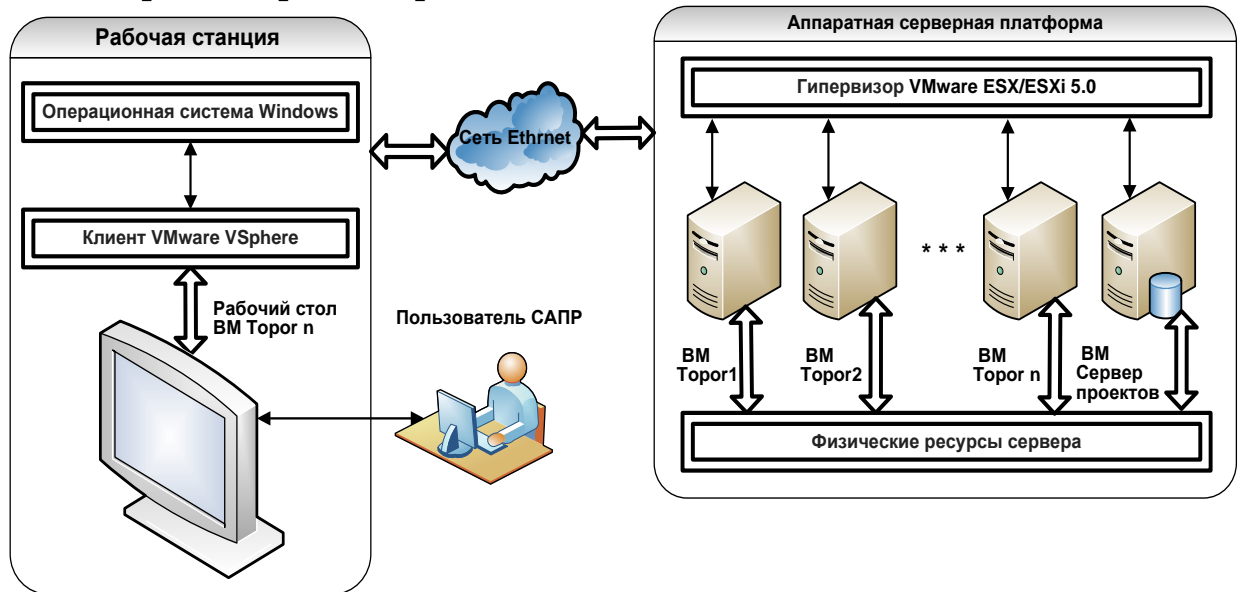 Рабочая станция
Операционная система Windows
Клиент VMware VSphere
Рабочий стол
ВМ Topor n
Сеть Ethrnet
Пользователь САПР
Аппаратная серверная платформа
Гипервизор VMware ESX/ESXi 5.0
* * *
ВМ
Topor1
ВМ
Topor2
ВМ
Topor n
ВМ
Сервер
проектов
Физические ресурсы сервера